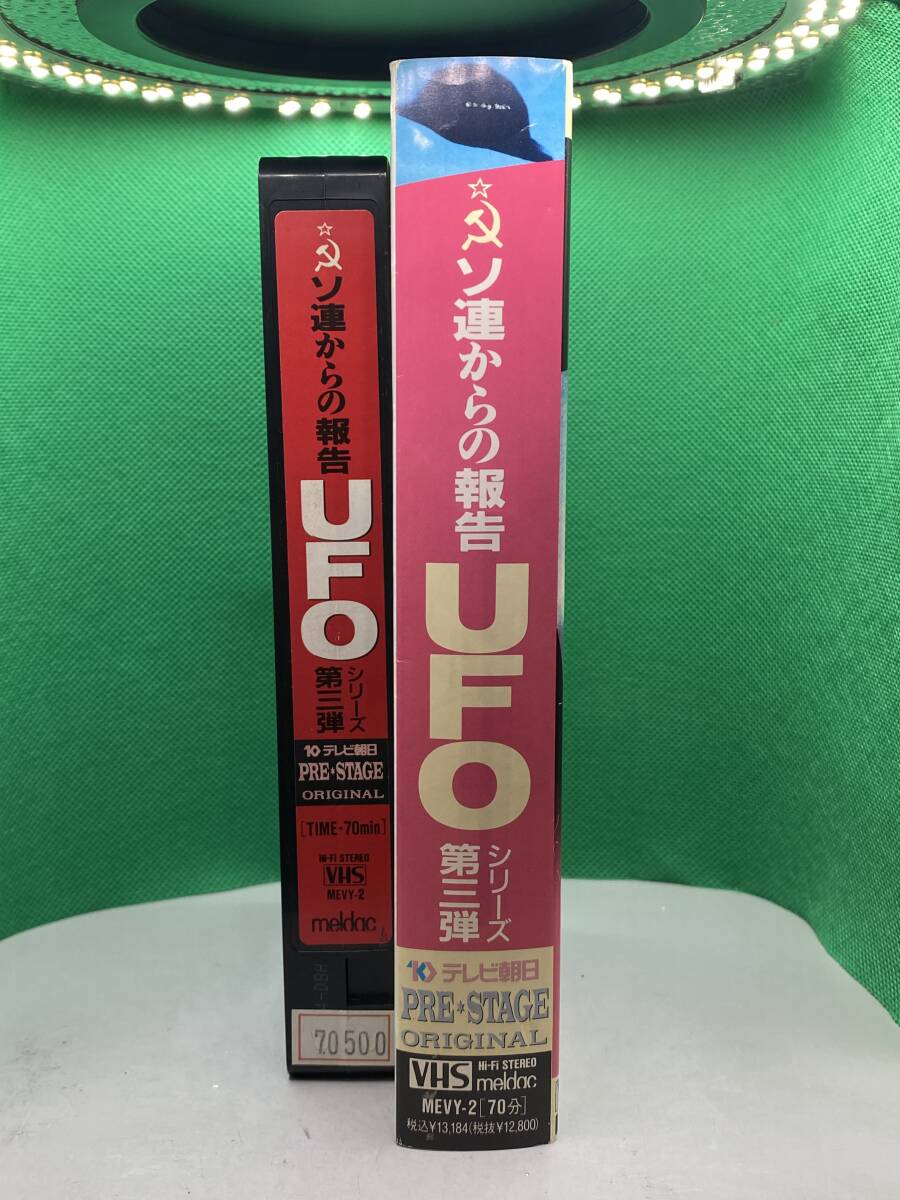 ソ連からの報告
UFO
シリーズ
第三弾
10 テレビ朝日
PRE*STAGE
ORIGINAL
[TIME・70min]
Hi-Fi STEREO
VHS
MEVY-2
meldac
70500
ソ連からの報告
UFO
シリーズ
第三弾
10 テレビ朝日
PRE*STAGE
ORIGINAL
VHS
Hi-Fi STEREO
meldac
MEVY-2[70分]
税込¥13,184(税抜¥12,800)